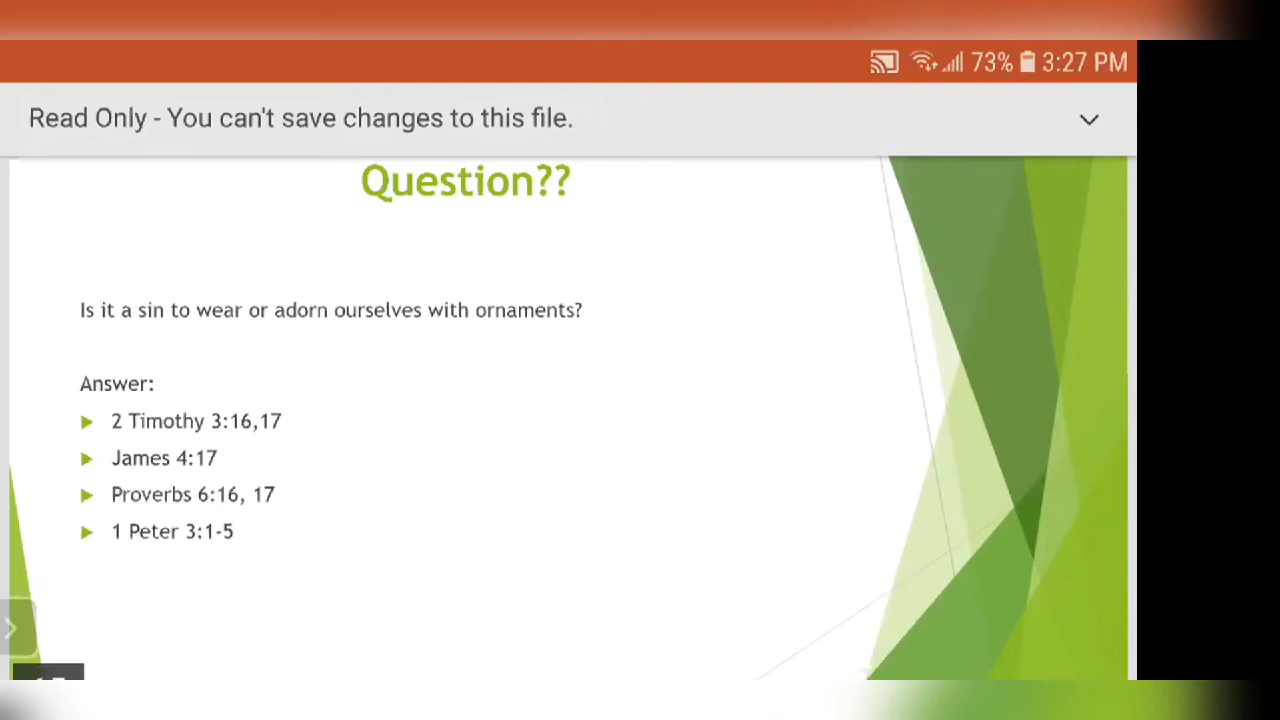 73% 3:27 PM
Read Only - You can't save changes to this file.
Question??
Is it a sin to wear or adorn ourselves with ornaments?
Answer:
2 Timothy 3:16,17
James 4:17
Proverbs 6:16, 17
1 Peter 3:1-5